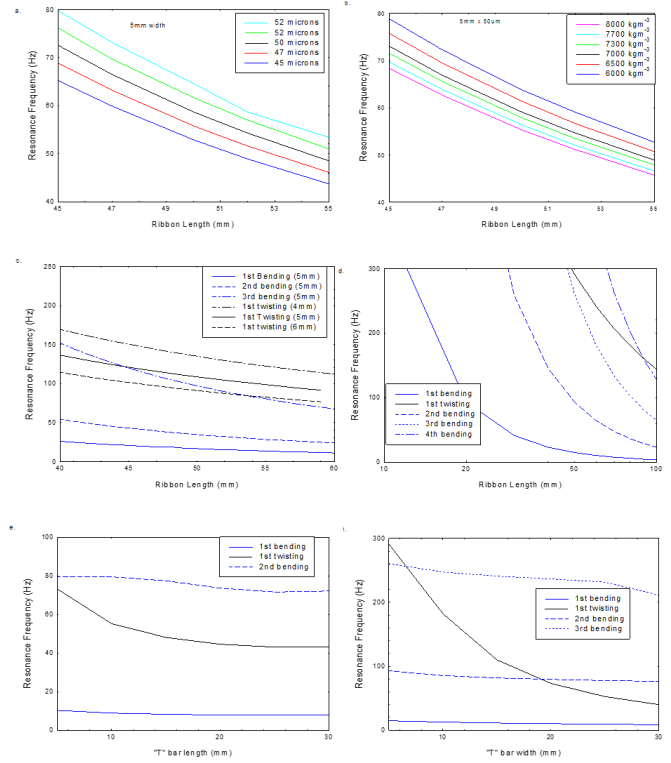 a.
5mm width
52 microns
52 microns
50 microns
47 microns
45 microns
Resonance Frequency (Hz)
80
70
60
50
40
45 47 49 51 53 55
Ribbon Length (mm)
b.
5mm x 50um
8000 kgm-3
7700 kgm-3
7300 kgm-3
7000 kgm-3
6500 kgm-3
6000 kgm-3
Resonance Frequency (Hz)
80
70
60
50
40
45 47 49 51 53 55
Ribbon Length (mm)
c.
1st Bending (5mm)
2nd bending (5mm)
3rd bending (5mm)
1st twisting (4mm)
1st Twisting (5mm)
1st twisting (6mm)
Resonance Frequency (Hz)
250
200
150
100
50
0
40 45 50 55 60
Ribbon Length (mm)
d.
1st bending
1st twisting
2nd bending
3rd bending
4th bending
Resonance Frequency (Hz)
300
200
100
0
10 20 50 100
Ribbon Length (mm)
e.
1st bending
1st twisting
2nd bending
Resonance Frequency (Hz)
100
80
60
40
20
0
10 20 30
"T" bar length (mm)
f.
1st bending
1st twisting
2nd bending
3rd bending
Resonance Frequency (Hz)
300
200
100
0
10 20 30
"T" bar width (mm)